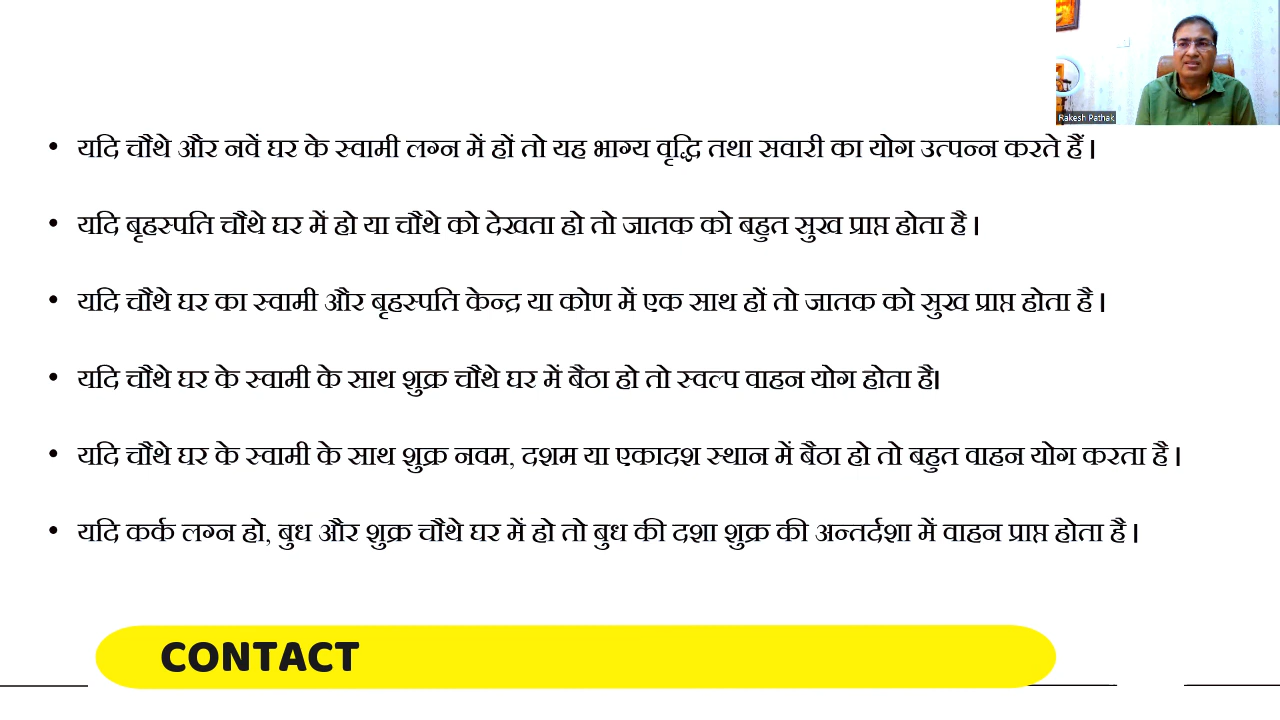 Rakesh Pathak
• यदि चौथे और नवें घर के स्वामी लग्न में हों तो यह भाग्य वृद्धि तथा सवारी का योग उत्पन्न करते हैं ।
• यदि बृहस्पति चौथे घर में हो या चौथे को देखता हो तो जातक को बहुत सुख प्राप्त होता है ।
• यदि चौथे घर का स्वामी और बृहस्पति केन्द्र या कोण में एक साथ हों तो जातक को सुख प्राप्त होता है ।
• यदि चौथे घर के स्वामी के साथ शुक्र चौथे घर में बैठा हो तो स्वल्प वाहन योग होता है।
• यदि चौथे घर के स्वामी के साथ शुक्र नवम, दशम या एकादश स्थान में बैठा हो तो बहुत वाहन योग करता है ।
• यदि कर्क लग्न हो, बुध और शुक्र चौथे घर में हो तो बुध की दशा शुक्र की अन्तर्दशा में वाहन प्राप्त होता है ।
CONTACT